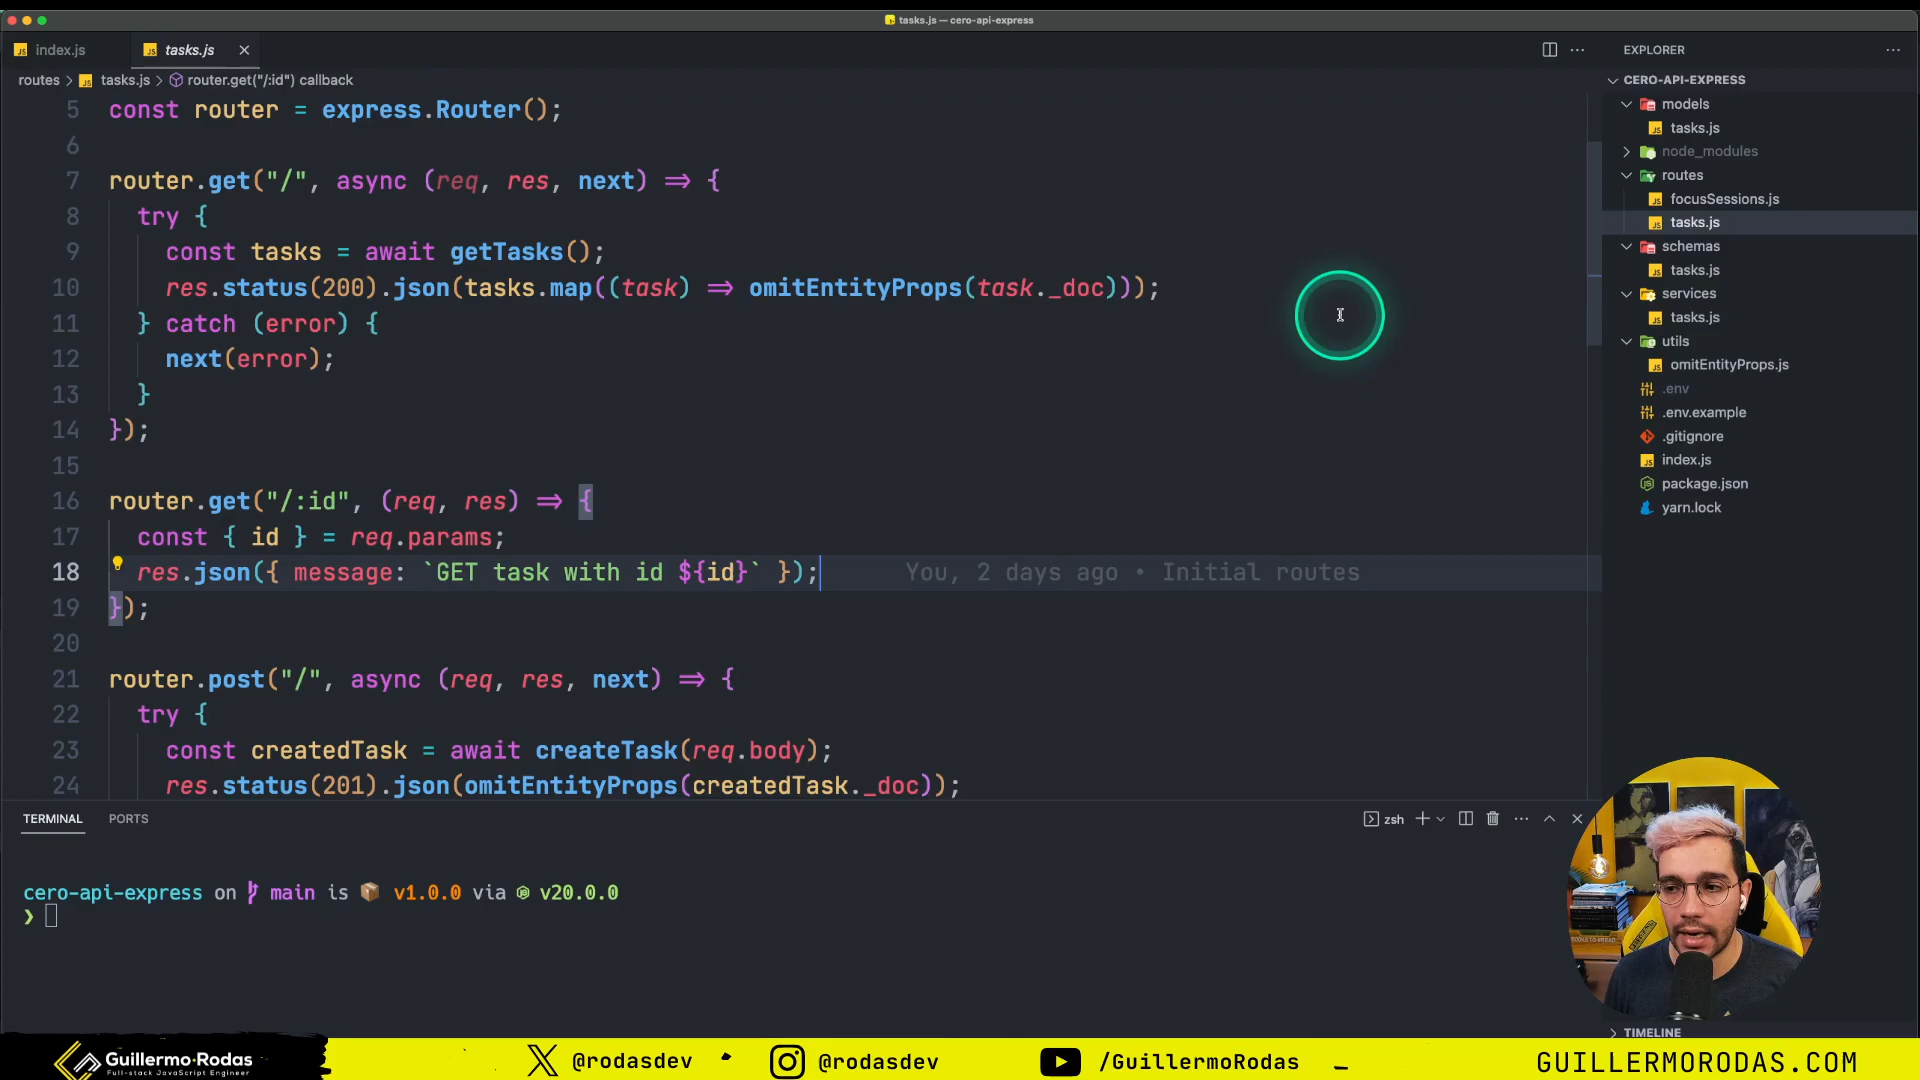 tasks.js — cero-api-express
index.js
tasks.js
routes > tasks.js > router.get("/:id") callback
5 const router = express.Router();
6
7 router.get("/", async (req, res, next) => {
8 try {
9 const tasks = await getTasks();
10 res.status(200).json(tasks.map((task) => omitEntityProps(task._doc)));
11 } catch (error) {
12 next(error);
13 }
14 });
15
16 router.get("/:id", (req, res) => {
17 const { id } = req.params;
18 res.json({ message: `GET task with id ${id}` }); You, 2 days ago • Initial routes
19 });
20
21 router.post("/", async (req, res, next) => {
22 try {
23 const createdTask = await createTask(req.body);
24 res.status(201).json(omitEntityProps(createdTask._doc));
EXPLORER
CERO-API-EXPRESS
models
tasks.js
node_modules
routes
focusSessions.js
tasks.js
schemas
tasks.js
services
tasks.js
utils
omitEntityProps.js
.env
.env.example
.gitignore
index.js
package.json
yarn.lock
TIMELINE
TERMINAL PORTS
zsh
cero-api-express on main is v1.0.0 via v20.0.0
❯
Guillermo·Rodas
Full-stack JavaScript Engineer
@rodasdev
@rodasdev
/GuillermoRodas
GUILLERMORODAS.COM